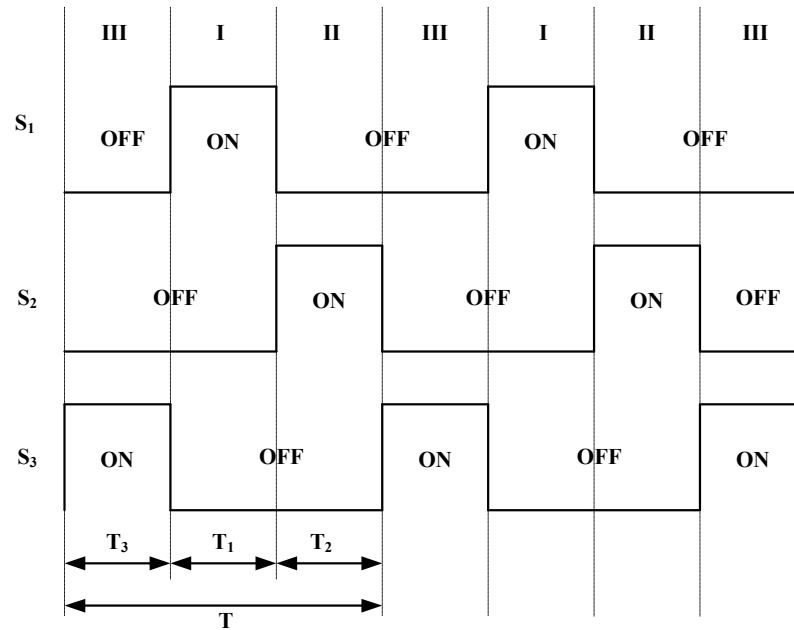 III I II III I II III
S₁ OFF ON OFF ON OFF
S₂ OFF ON OFF ON OFF
S₃ ON OFF ON OFF ON
T₃ T₁ T₂
T